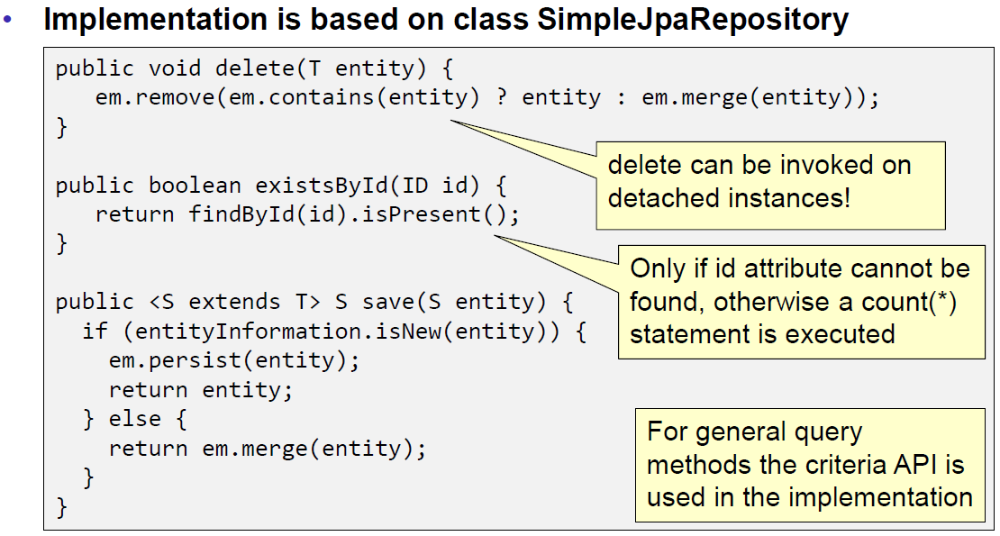 • Implementation is based on class SimpleJpaRepository
public void delete(T entity) {
   em.remove(em.contains(entity) ? entity : em.merge(entity));
}
delete can be invoked on
detached instances!
public boolean existsById(ID id) {
   return findById(id).isPresent();
}
Only if id attribute cannot be
found, otherwise a count(*)
statement is executed
public <S extends T> S save(S entity) {
  if (entityInformation.isNew(entity)) {
    em.persist(entity);
    return entity;
  } else {
    return em.merge(entity);
  }
}
For general query
methods the criteria API is
used in the implementation